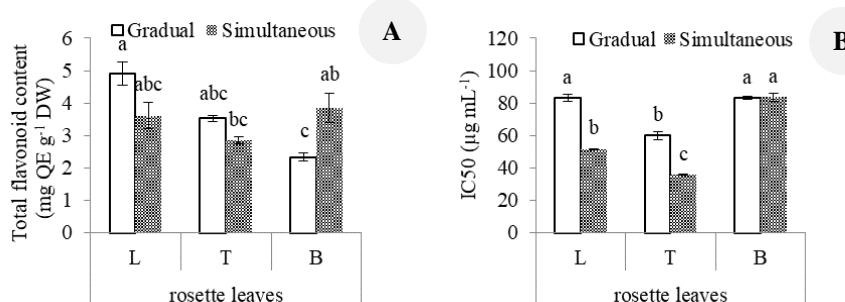 Gradual Simultaneous
A
Total flavonoid content
(mg QE g-1 DW)
6
5
4
3
2
1
0
a
abc
abc
bc
c
ab
L T B
rosette leaves
Gradual Simultaneous
B
IC50 (µg mL-1)
120
100
80
60
40
20
0
a
b
b
c
a
a
L T B
rosette leaves